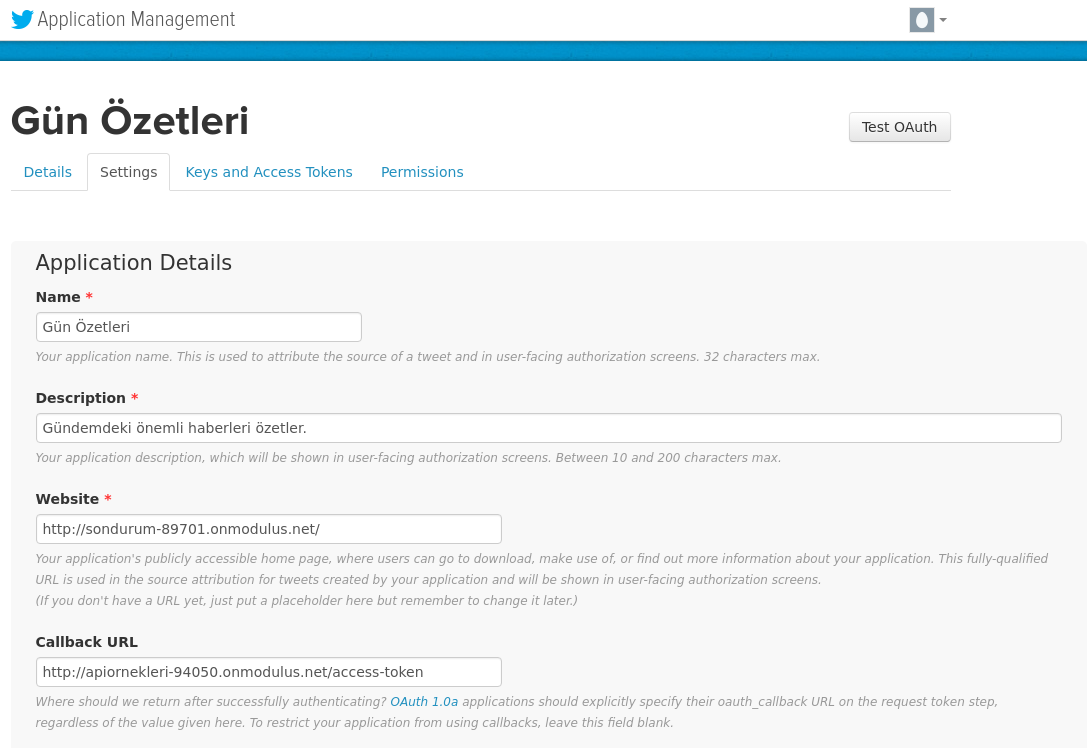 Application Management
Gün Özetleri
Test OAuth
Details
Settings
Keys and Access Tokens
Permissions
Application Details
Name *
Gün Özetleri
Your application name. This is used to attribute the source of a tweet and in user-facing authorization screens. 32 characters max.
Description *
Gündemdeki önemli haberleri özetler.
Your application description, which will be shown in user-facing authorization screens. Between 10 and 200 characters max.
Website *
http://sondurum-89701.onmodulus.net/
Your application's publicly accessible home page, where users can go to download, make use of, or find out more information about your application. This fully-qualified
URL is used in the source attribution for tweets created by your application and will be shown in user-facing authorization screens.
(If you don't have a URL yet, just put a placeholder here but remember to change it later.)
Callback URL
http://apiornekleri-94050.onmodulus.net/access-token
Where should we return after successfully authenticating? OAuth 1.0a applications should explicitly specify their oauth_callback URL on the request token step,
regardless of the value given here. To restrict your application from using callbacks, leave this field blank.